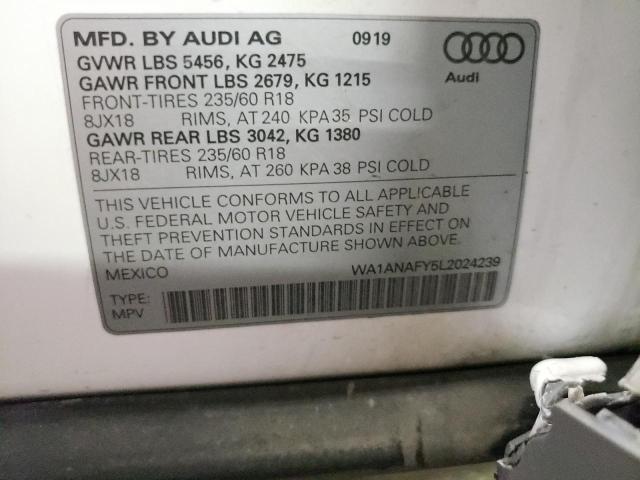 MFD. BY AUDI AG 0919
GVWR LBS 5456, KG 2475
GAWR FRONT LBS 2679, KG 1215
FRONT-TIRES 235/60 R18
8JX18 RIMS, AT 240 KPA 35 PSI COLD
GAWR REAR LBS 3042, KG 1380
REAR-TIRES 235/60 R18
8JX18 RIMS, AT 260 KPA 38 PSI COLD
Audi
THIS VEHICLE CONFORMS TO ALL APPLICABLE
U.S. FEDERAL MOTOR VEHICLE SAFETY AND
THEFT PREVENTION STANDARDS IN EFFECT ON
THE DATE OF MANUFACTURE SHOWN ABOVE.
MEXICO WA1ANAFY5L2024239
TYPE:
MPV